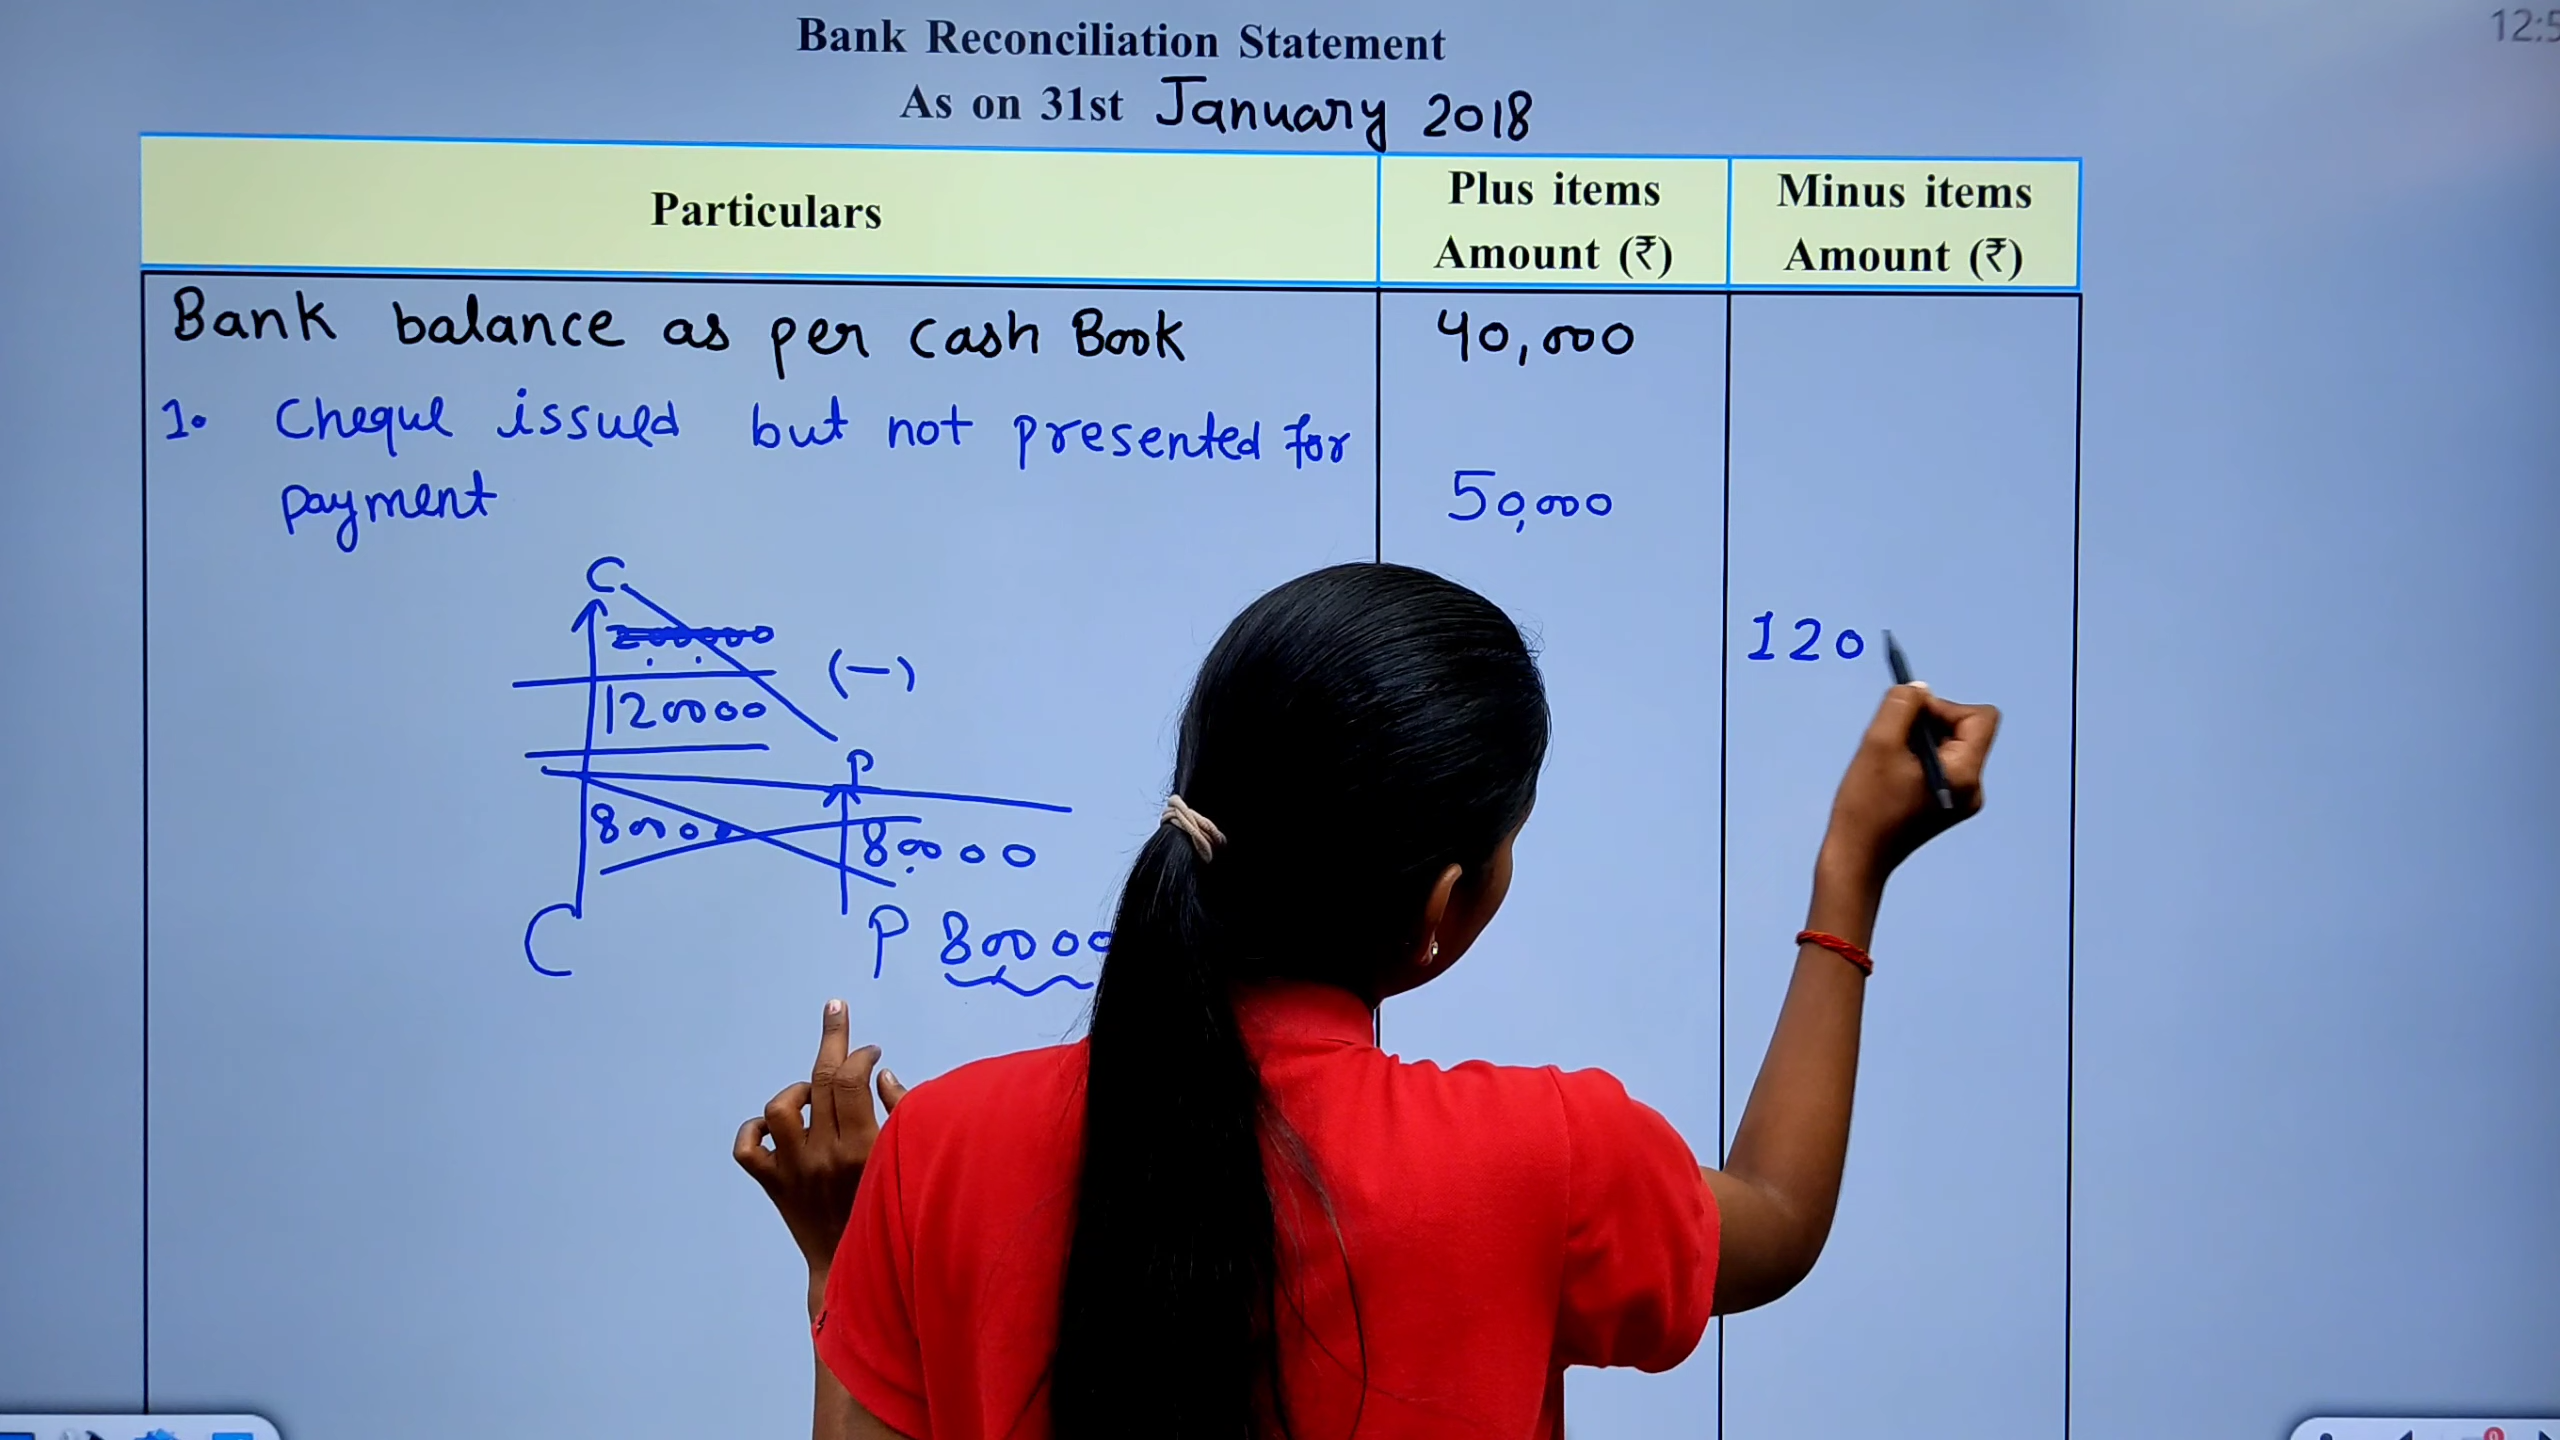 12:5
Bank Reconciliation Statement
As on 31st January 2018
Particulars
Plus items
Amount (₹)
Minus items
Amount (₹)
Bank balance as per cash Book 40,000
1. Cheque issued but not presented for
payment 50,000
C
200000
(−)
120000
120
P
80000
80000
C
P 80000